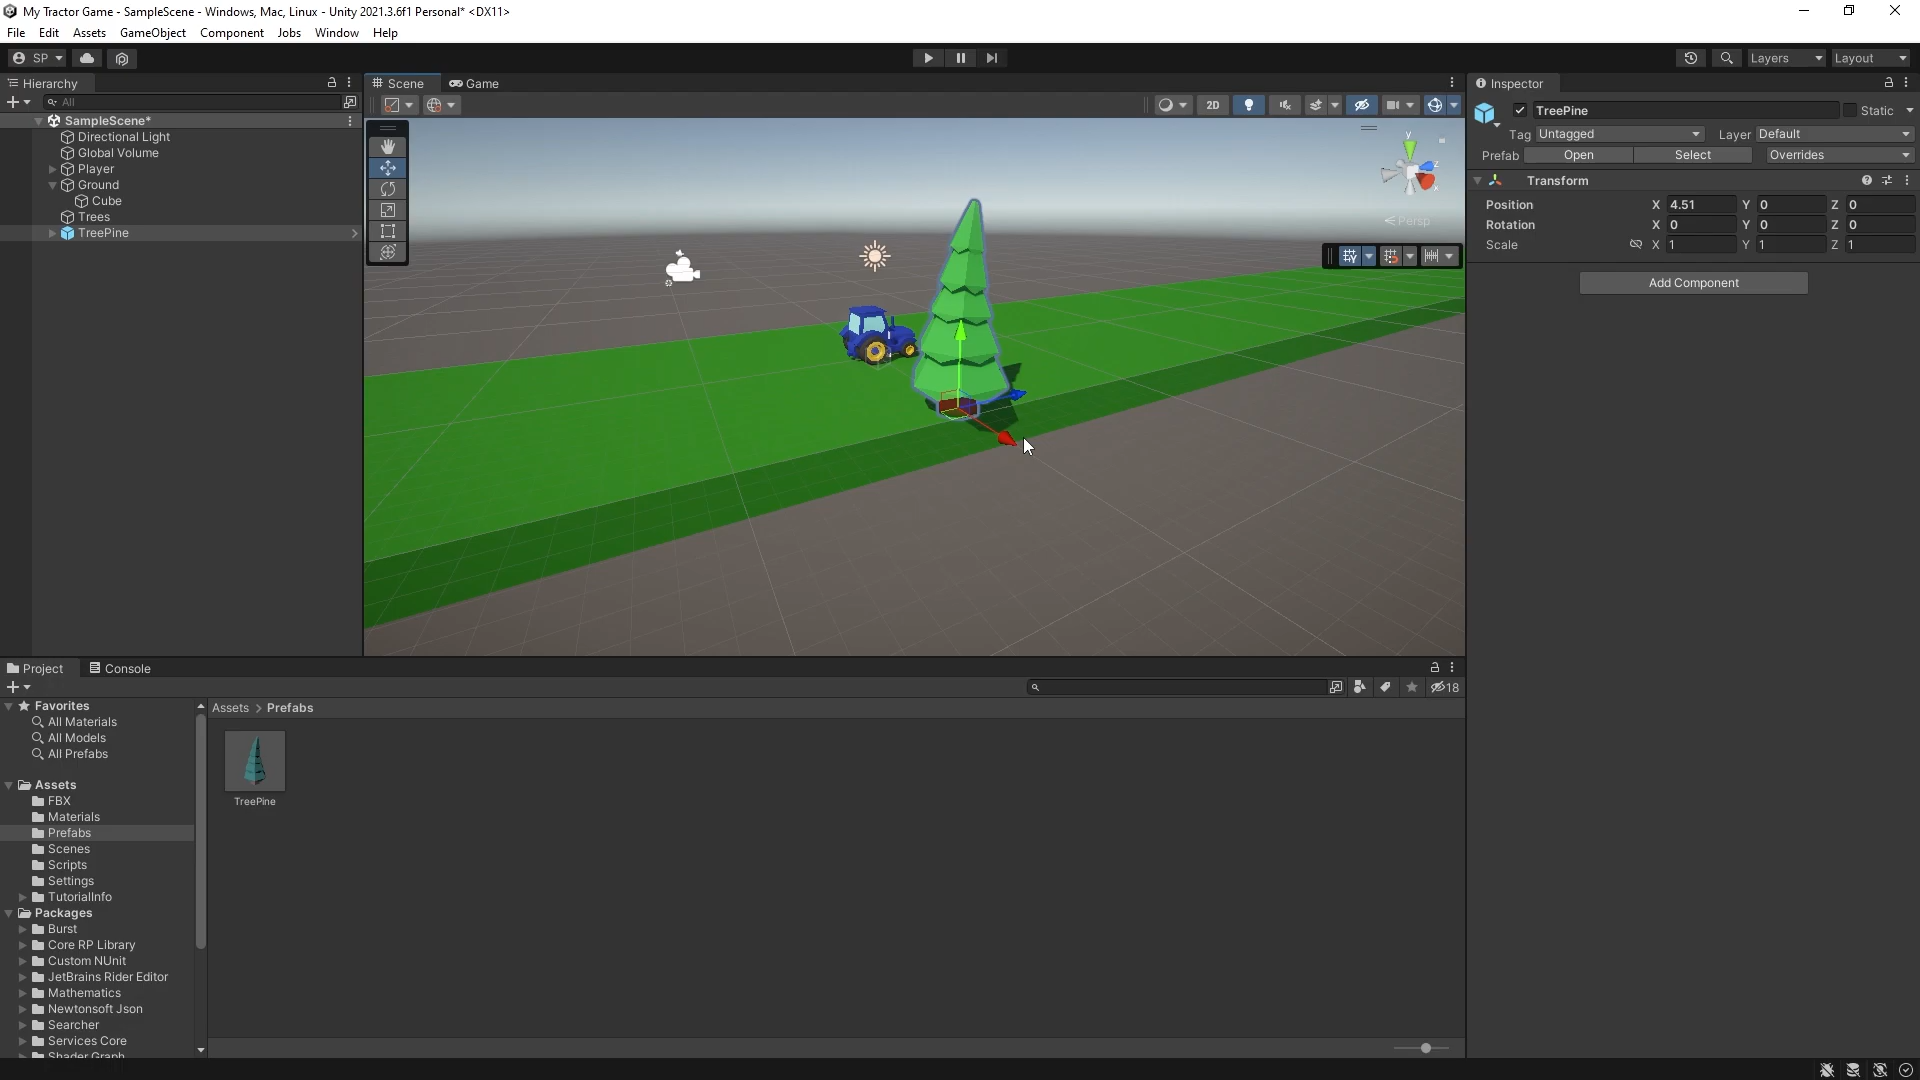 My Tractor Game - SampleScene - Windows, Mac, Linux - Unity 2021.3.6f1 Personal* <DX11>
File Edit Assets GameObject Component Jobs Window Help
SP Layers Layout
Hierarchy
All
SampleScene*
Directional Light
Global Volume
Player
Ground
Cube
Trees
TreePine
Scene Game
2D
y
z
x
Persp
Inspector
TreePine Static
Tag Untagged Layer Default
Prefab Open Select Overrides
Transform
Position X 4.51 Y 0 Z 0
Rotation X 0 Y 0 Z 0
Scale X 1 Y 1 Z 1
Add Component
Project Console
18
Favorites
All Materials
All Models
All Prefabs
Assets
FBX
Materials
Prefabs
Scenes
Scripts
Settings
TutorialInfo
Packages
Burst
Core RP Library
Custom NUnit
JetBrains Rider Editor
Mathematics
Newtonsoft Json
Searcher
Services Core
Shader Graph
Assets > Prefabs
TreePine